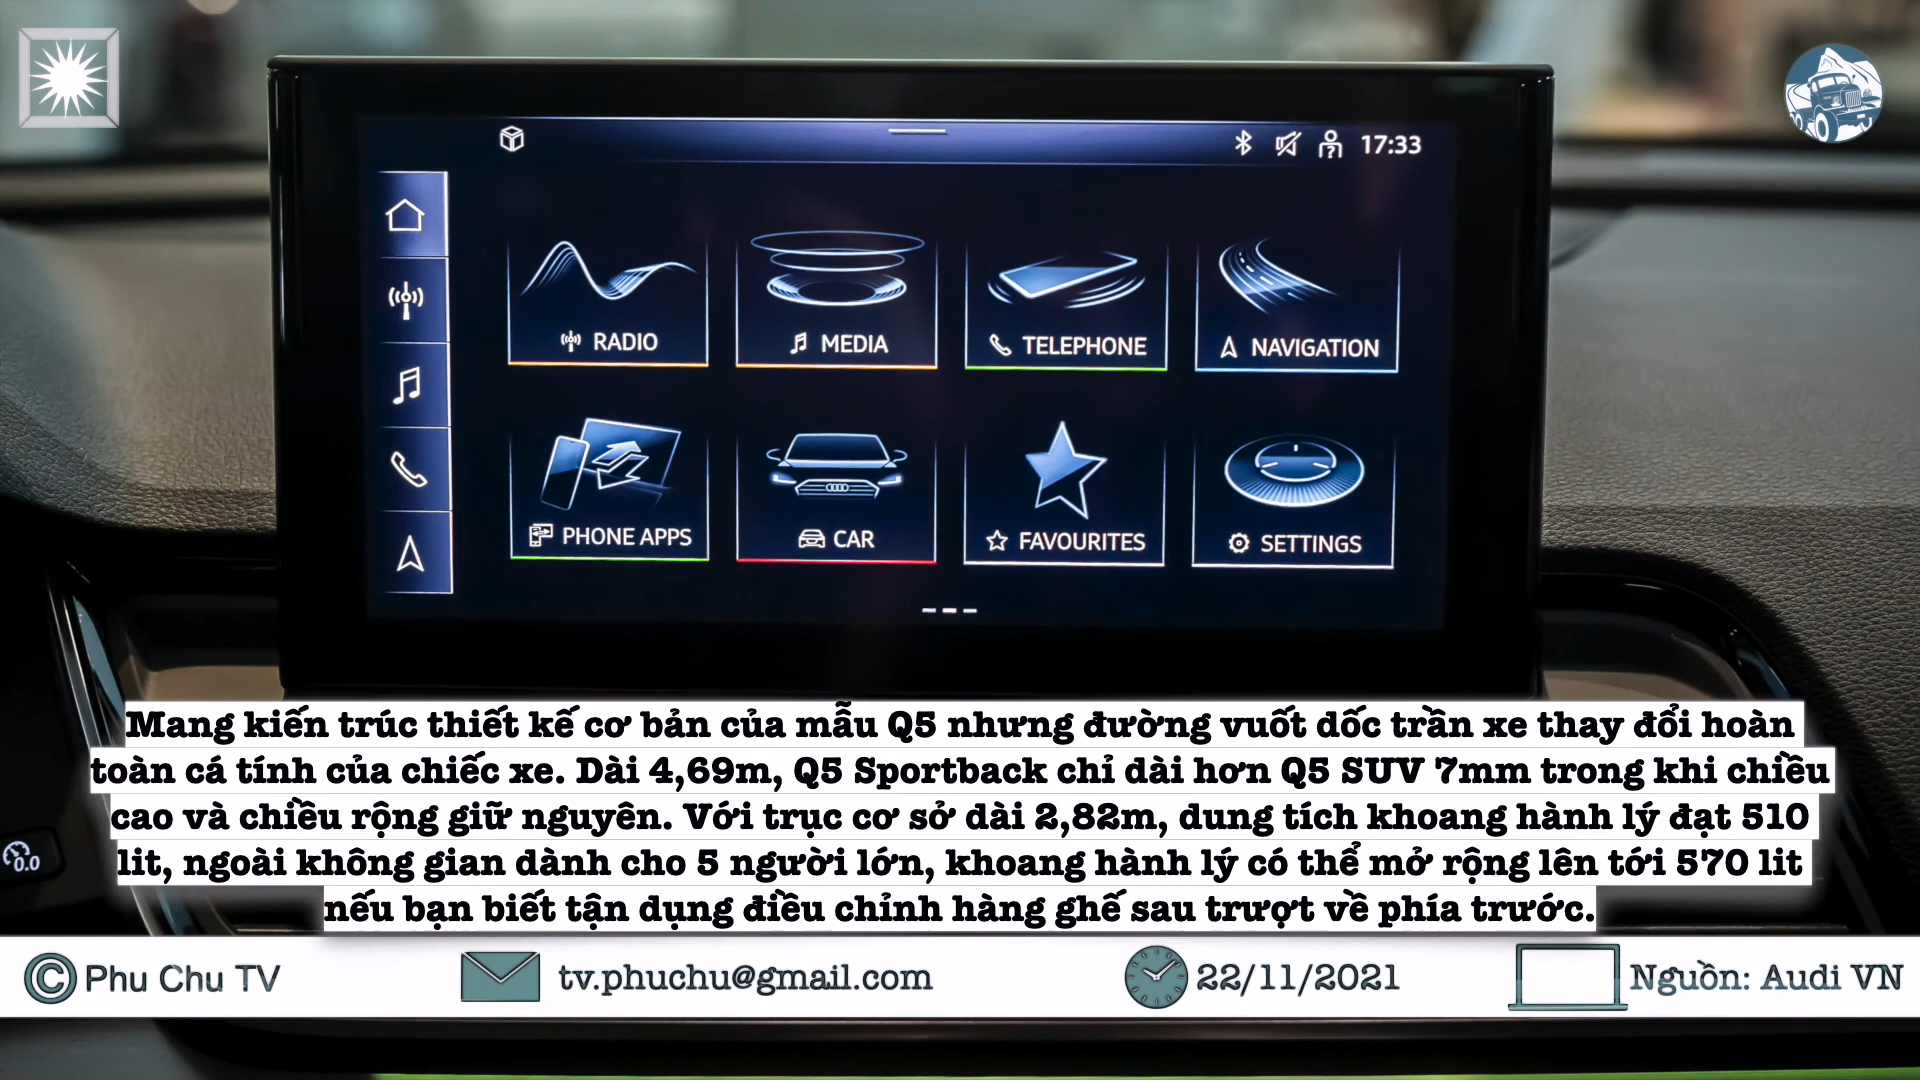 17:33
RADIO
MEDIA
TELEPHONE
NAVIGATION
PHONE APPS
CAR
FAVOURITES
SETTINGS
0.0
Mang kiến trúc thiết kế cơ bản của mẫu Q5 nhưng đường vuốt dốc trần xe thay đổi hoàn
toàn cá tính của chiếc xe. Dài 4,69m, Q5 Sportback chỉ dài hơn Q5 SUV 7mm trong khi chiều
cao và chiều rộng giữ nguyên. Với trục cơ sở dài 2,82m, dung tích khoang hành lý đạt 510
lit, ngoài không gian dành cho 5 người lớn, khoang hành lý có thể mở rộng lên tới 570 lit
nếu bạn biết tận dụng điều chỉnh hàng ghế sau trượt về phía trước.
© Phu Chu TV
tv.phuchu@gmail.com
22/11/2021
Nguồn: Audi VN